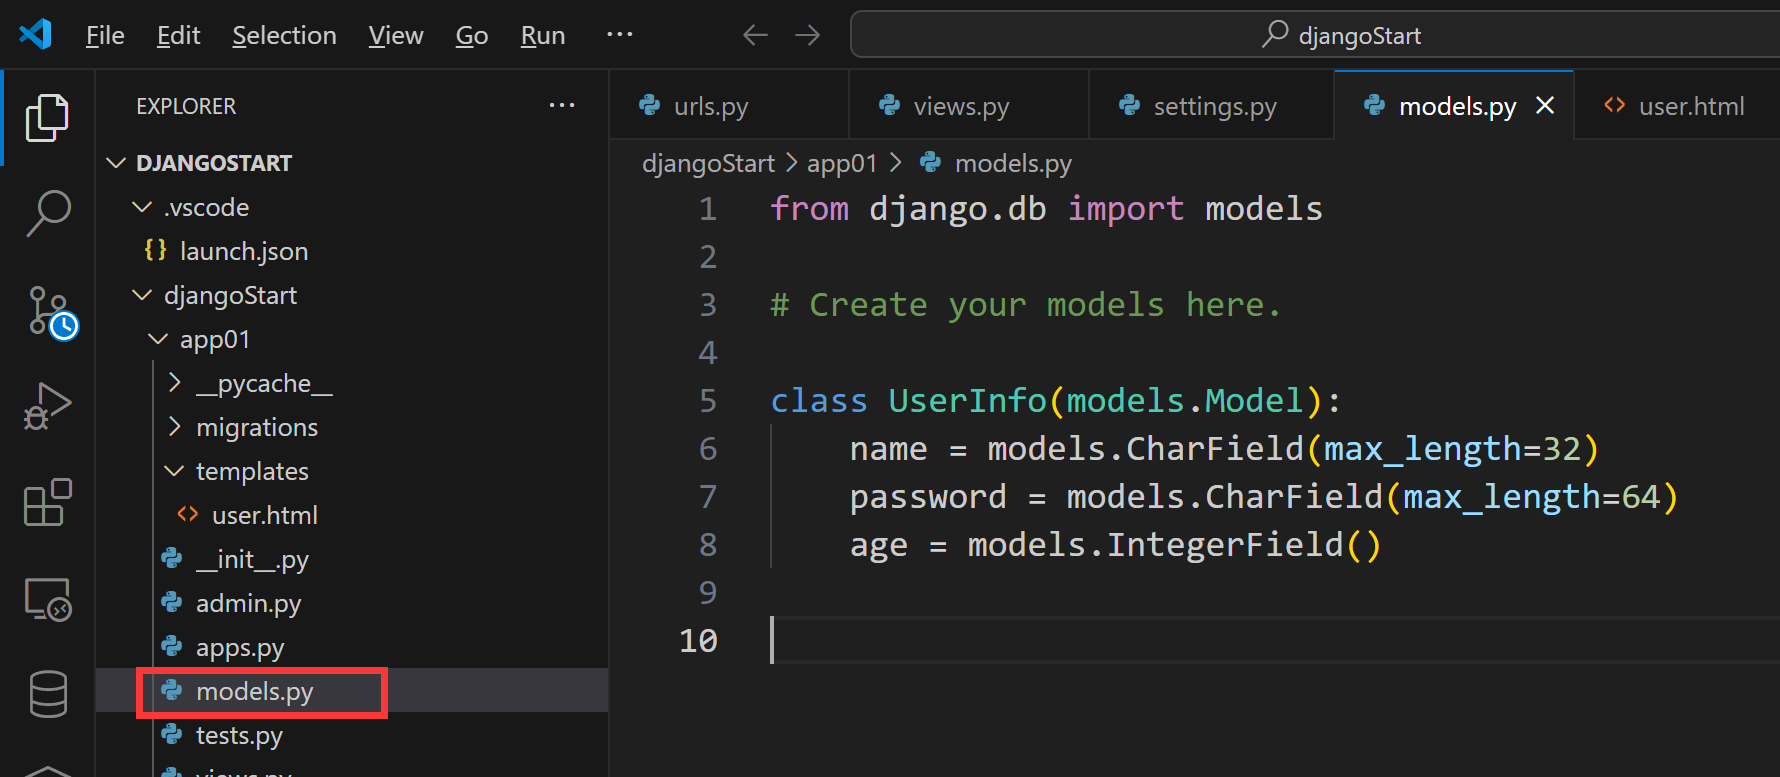 File Edit Selection View Go Run ···
djangoStart
EXPLORER ···
DJANGOSTART
.vscode
{} launch.json
djangoStart
app01
__pycache__
migrations
templates
<> user.html
__init__.py
admin.py
apps.py
models.py
tests.py
views.py
urls.py views.py settings.py models.py <> user.html
djangoStart > app01 > models.py
1 from django.db import models
2
3 # Create your models here.
4
5 class UserInfo(models.Model):
6 name = models.CharField(max_length=32)
7 password = models.CharField(max_length=64)
8 age = models.IntegerField()
9
10